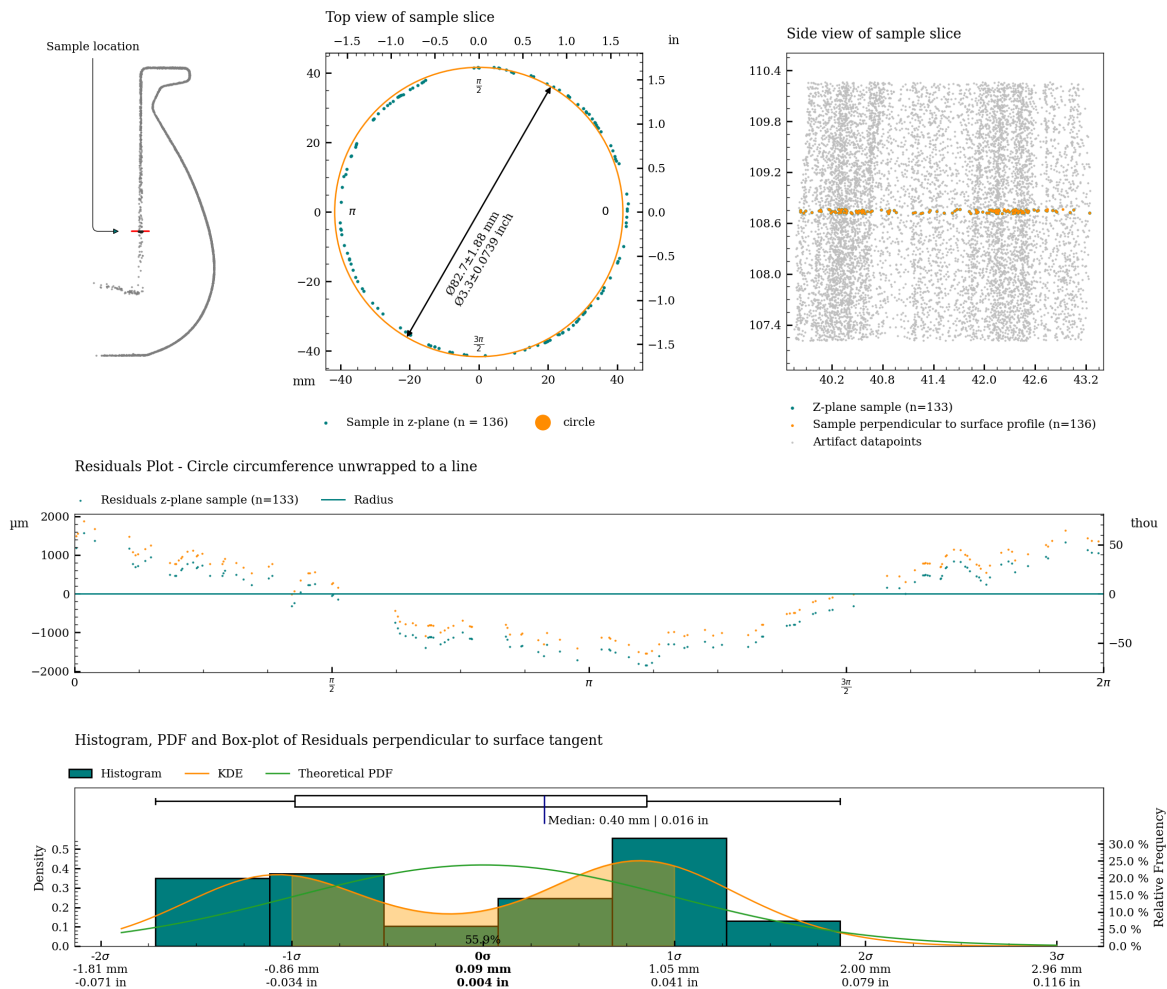 Sample location
Top view of sample slice
−1.5 −1.0 −0.5 0.0 0.5 1.0 1.5 in
40
20
0
−20
−40
1.5
1.0
0.5
0.0
−0.5
−1.0
−1.5
π/2
π
0
3π/2
Ø82.7±1.88 mm
Ø3.3±0.0739 inch
mm −40 −20 0 20 40
Sample in z-plane (n = 136) circle
Side view of sample slice
110.4
109.8
109.2
108.6
108.0
107.4
40.2 40.8 41.4 42.0 42.6 43.2
Z-plane sample (n=133)
Sample perpendicular to surface profile (n=136)
Artifact datapoints
Residuals Plot - Circle circumference unwrapped to a line
Residuals z-plane sample (n=133) Radius
µm thou
2000
1000
0
−1000
−2000
50
0
−50
0 π/2 π 3π/2 2π
Histogram, PDF and Box-plot of Residuals perpendicular to surface tangent
Histogram KDE Theoretical PDF
Median: 0.40 mm | 0.016 in
Density
0.5
0.4
0.3
0.2
0.1
0.0
Relative Frequency
30.0 %
25.0 %
20.0 %
15.0 %
10.0 %
5.0 %
0.0 %
55.9%
-2σ -1σ 0σ 1σ 2σ 3σ
-1.81 mm -0.86 mm 0.09 mm 1.05 mm 2.00 mm 2.96 mm
-0.071 in -0.034 in 0.004 in 0.041 in 0.079 in 0.116 in